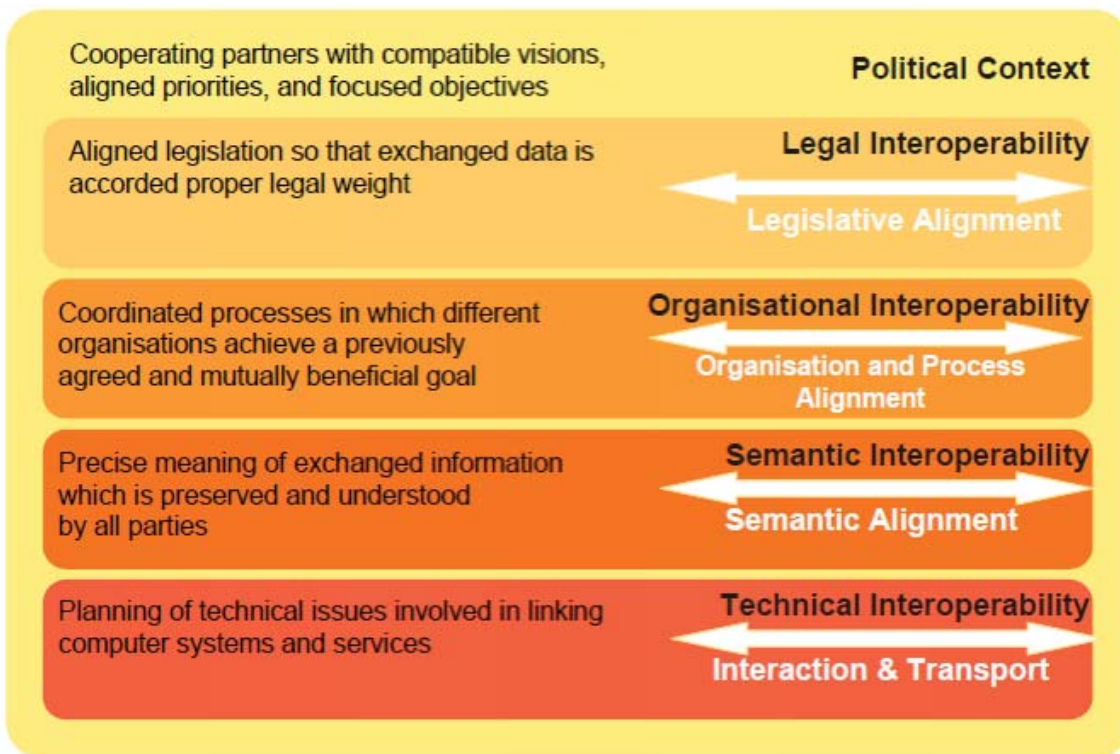 Cooperating partners with compatible visions,
aligned priorities, and focused objectives
Political Context
Aligned legislation so that exchanged data is
accorded proper legal weight
Legal Interoperability
Legislative Alignment
Coordinated processes in which different
organisations achieve a previously
agreed and mutually beneficial goal
Organisational Interoperability
Organisation and Process
Alignment
Precise meaning of exchanged information
which is preserved and understood
by all parties
Semantic Interoperability
Semantic Alignment
Planning of technical issues involved in linking
computer systems and services
Technical Interoperability
Interaction & Transport